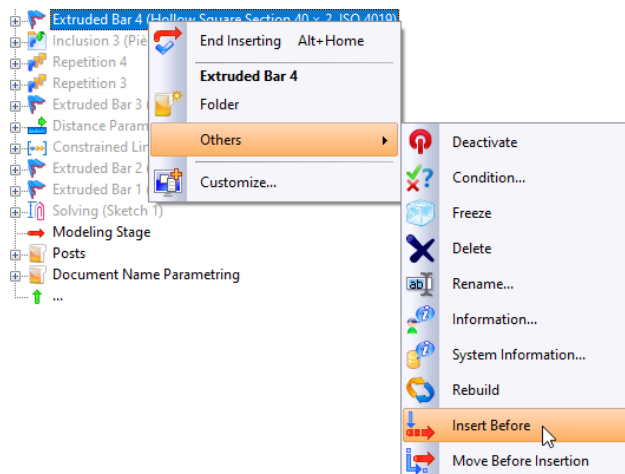 Extruded Bar 4 (Hollow Square Section 40 × 2, ISO 4019)
Inclusion 3 (Piè
Repetition 4
Repetition 3
Extruded Bar 3 (
Distance Param
Constrained Lin
Extruded Bar 2 (
Extruded Bar 1 (
Solving (Sketch 1)
Modeling Stage
Posts
Document Name Parametring
...
End Inserting Alt+Home
Extruded Bar 4
Folder
Others
Customize...
Deactivate
Condition...
Freeze
Delete
Rename...
Information...
System Information...
Rebuild
Insert Before
Move Before Insertion